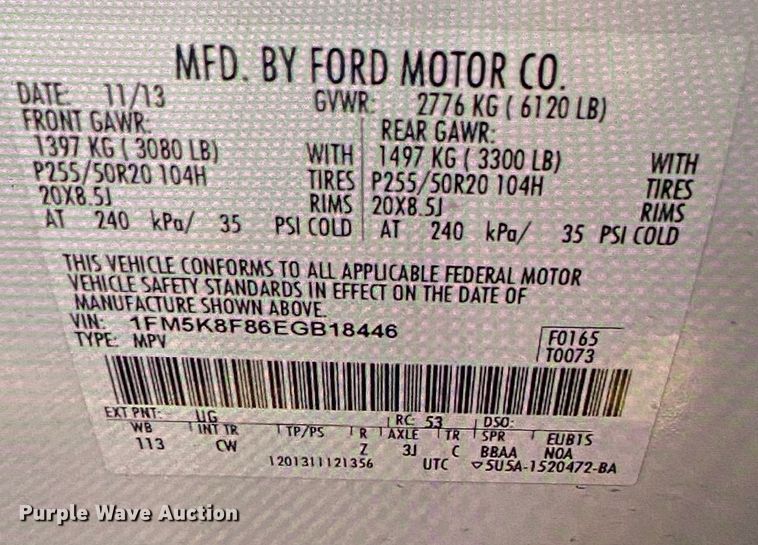 MFD. BY FORD MOTOR CO.
DATE: 11/13 GVWR: 2776 KG ( 6120 LB)
FRONT GAWR: REAR GAWR:
1397 KG ( 3080 LB) WITH 1497 KG ( 3300 LB) WITH
P255/50R20 104H TIRES P255/50R20 104H TIRES
20X8.5J RIMS 20X8.5J RIMS
AT 240 kPa/ 35 PSI COLD AT 240 kPa/ 35 PSI COLD
THIS VEHICLE CONFORMS TO ALL APPLICABLE FEDERAL MOTOR
VEHICLE SAFETY STANDARDS IN EFFECT ON THE DATE OF
MANUFACTURE SHOWN ABOVE.
VIN: 1FM5K8F86EGB18446 F0165
TYPE: MPV T0073
EXT PNT: UG RC: 53 DSO:
WB INT TR TP/PS R AXLE TR SPR EUB1S
113 CW Z 3J C BBAA NOA
1201311121356 UTC ▽5U5A-1520472-BA
Purple Wave Auction